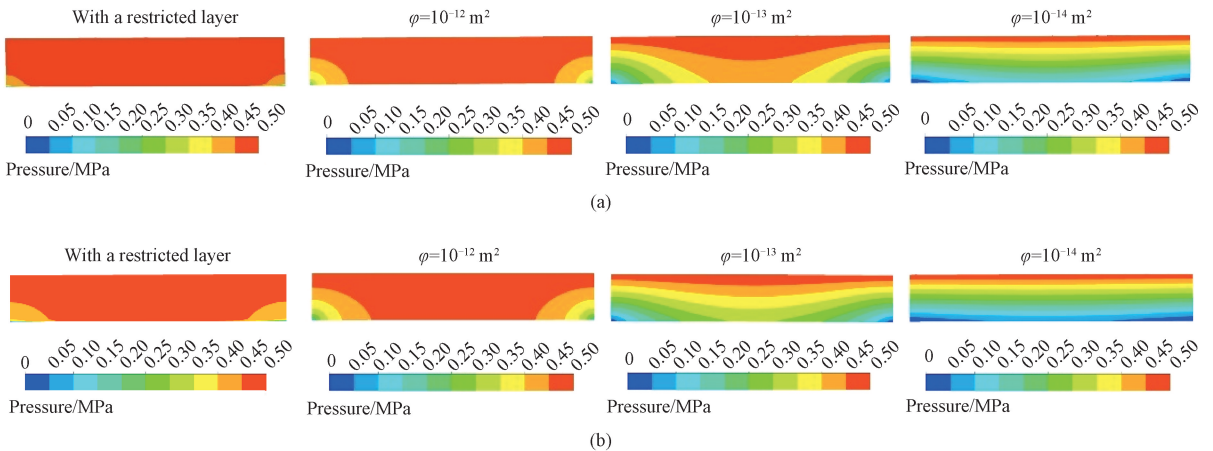 With a restricted layer φ=10⁻¹² m² φ=10⁻¹³ m² φ=10⁻¹⁴ m²
0 0.05 0.10 0.15 0.20 0.25 0.30 0.35 0.40 0.45 0.50 0 0.05 0.10 0.15 0.20 0.25 0.30 0.35 0.40 0.45 0.50 0 0.05 0.10 0.15 0.20 0.25 0.30 0.35 0.40 0.45 0.50 0 0.05 0.10 0.15 0.20 0.25 0.30 0.35 0.40 0.45 0.50
Pressure/MPa Pressure/MPa Pressure/MPa Pressure/MPa
(a)
With a restricted layer φ=10⁻¹² m² φ=10⁻¹³ m² φ=10⁻¹⁴ m²
0 0.05 0.10 0.15 0.20 0.25 0.30 0.35 0.40 0.45 0.50 0 0.05 0.10 0.15 0.20 0.25 0.30 0.35 0.40 0.45 0.50 0 0.05 0.10 0.15 0.20 0.25 0.30 0.35 0.40 0.45 0.50 0 0.05 0.10 0.15 0.20 0.25 0.30 0.35 0.40 0.45 0.50
Pressure/MPa Pressure/MPa Pressure/MPa Pressure/MPa
(b)